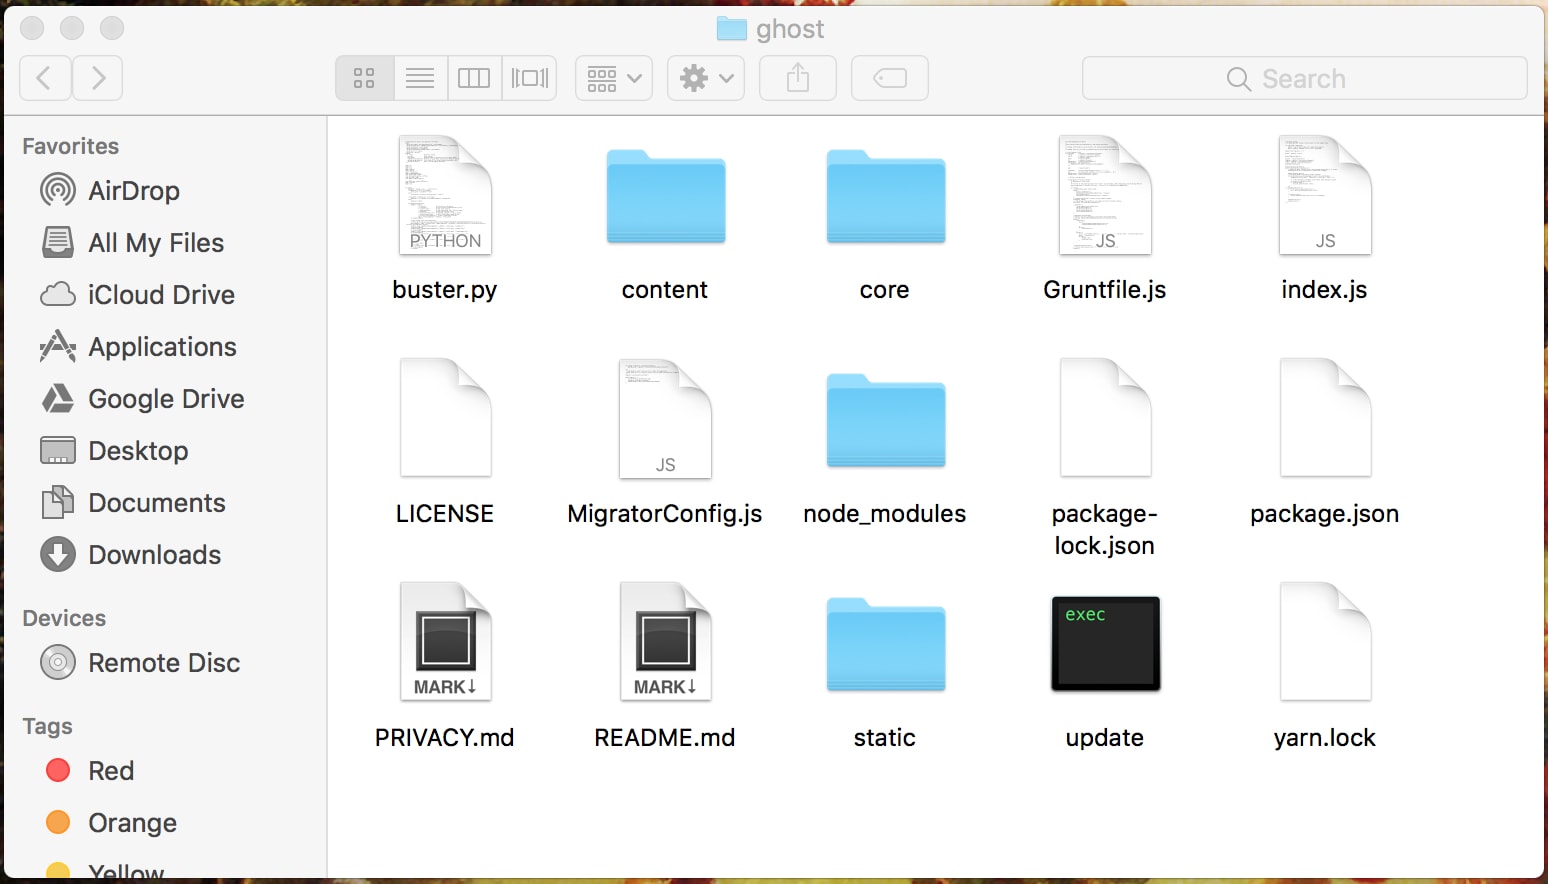 ghost
Search
Favorites
AirDrop
All My Files
iCloud Drive
Applications
Google Drive
Desktop
Documents
Downloads
Devices
Remote Disc
Tags
Red
Orange
Yellow
PYTHON
JS
JS
buster.py
content
core
Gruntfile.js
index.js
JS
LICENSE
MigratorConfig.js
node_modules
package-
lock.json
package.json
MARK↓
MARK↓
exec
PRIVACY.md
README.md
static
update
yarn.lock